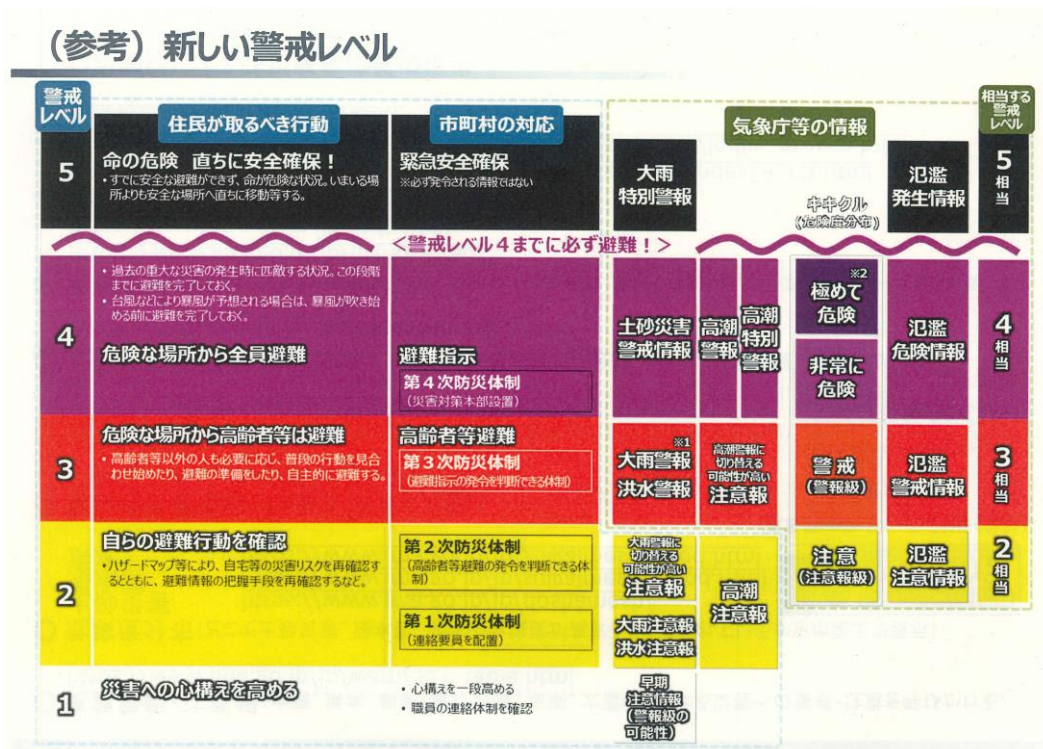 （参考）新しい警戒レベル
警戒
レベル
住民が取るべき行動
市町村の対応
気象庁等の情報
相当する
警戒
レベル
5
命の危険 直ちに安全確保！
・すでに安全な避難ができず、命が危険な状況。いまいる場
所よりも安全な場所へ直ちに移動等する。
緊急安全確保
※必ず発令される情報ではない
大雨
特別警報
キキクル
(危険度分布)
氾濫
発生情報
5
相
当
＜警戒レベル４までに必ず避難！＞
4
・過去の重大な災害の発生時に匹敵する状況。この段階
までに避難を完了しておく。
・台風などにより暴風が予想される場合は、暴風が吹き始
める前に避難を完了しておく。
危険な場所から全員避難
避難指示
第４次防災体制
(災害対策本部設置)
土砂災害
警戒情報
高潮
警報
高潮
特別
警報
※2
極めて
危険
非常に
危険
氾濫
危険情報
4
相
当
3
危険な場所から高齢者等は避難
・高齢者等以外の人も必要に応じ、普段の行動を見合
わせ始めたり、避難の準備をしたり、自主的に避難する。
高齢者等避難
第３次防災体制
(避難指示の発令を判断できる体制)
※1
大雨警報
洪水警報
高潮警報に
切り替える
可能性が高い
注意報
警戒
(警報級)
氾濫
警戒情報
3
相
当
2
自らの避難行動を確認
・ハザードマップ等により、自宅等の災害リスクを再確認す
るとともに、避難情報の把握手段を再確認するなど。
第２次防災体制
(高齢者等避難の発令を判断できる体
制)
第１次防災体制
(連絡要員を配置)
大雨警報に
切り替える
可能性が高い
注意報
大雨注意報
洪水注意報
高潮
注意報
注意
(注意報級)
氾濫
注意情報
2
相
当
1
災害への心構えを高める
・心構えを一段高める
・職員の連絡体制を確認
早期
注意情報
(警報級の
可能性)